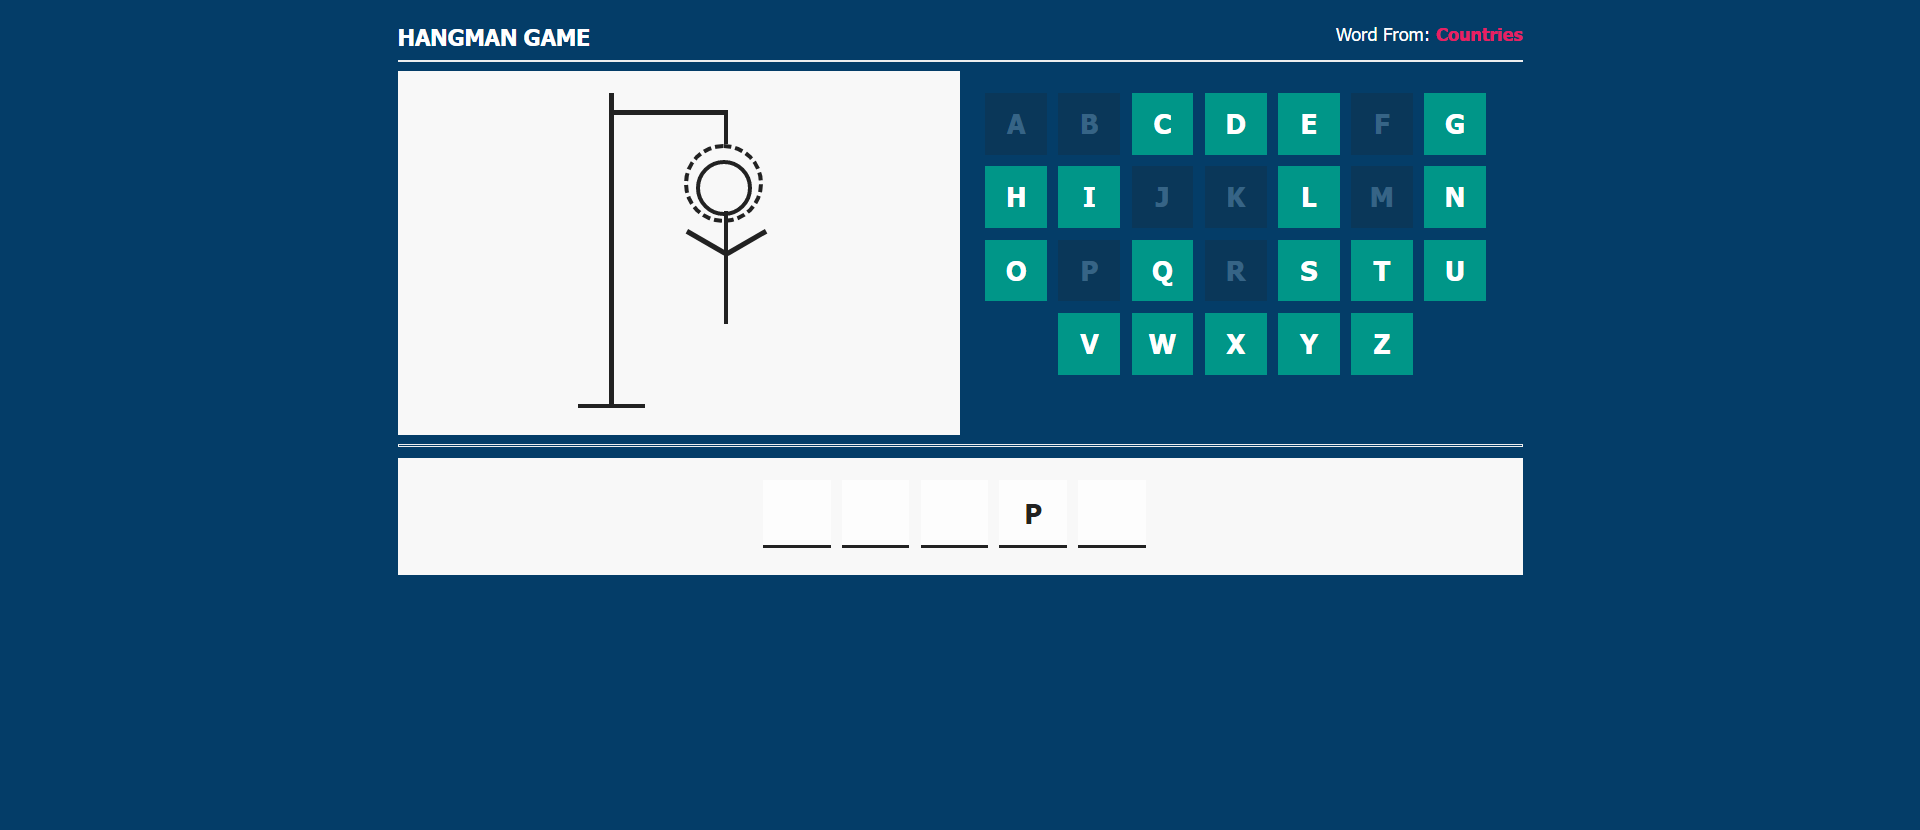 HANGMAN GAME
Word From: Countries
A B C D E F G
H I J K L M N
O P Q R S T U
V W X Y Z
P